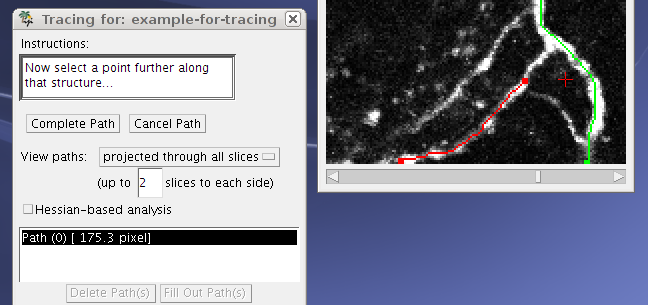 Tracing for: example-for-tracing
Instructions:
Now select a point further along
that structure...
Complete Path Cancel Path
View paths: projected through all slices
(up to 2 slices to each side)
Hessian-based analysis
Path (0) [ 175.3 pixel]
Delete Path(s) Fill Out Path(s)